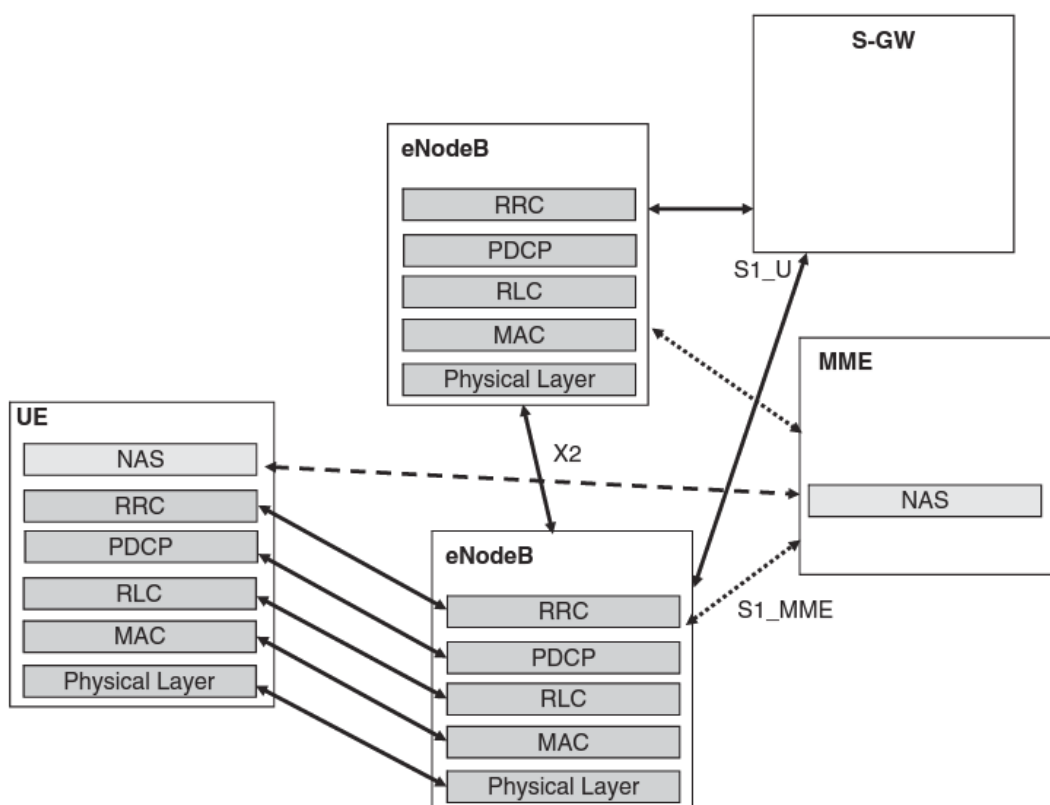 S-GW
eNodeB
RRC
PDCP
RLC
MAC
Physical Layer
S1_U
MME
NAS
UE
NAS
RRC
PDCP
RLC
MAC
Physical Layer
X2
eNodeB
RRC
PDCP
RLC
MAC
Physical Layer
S1_MME